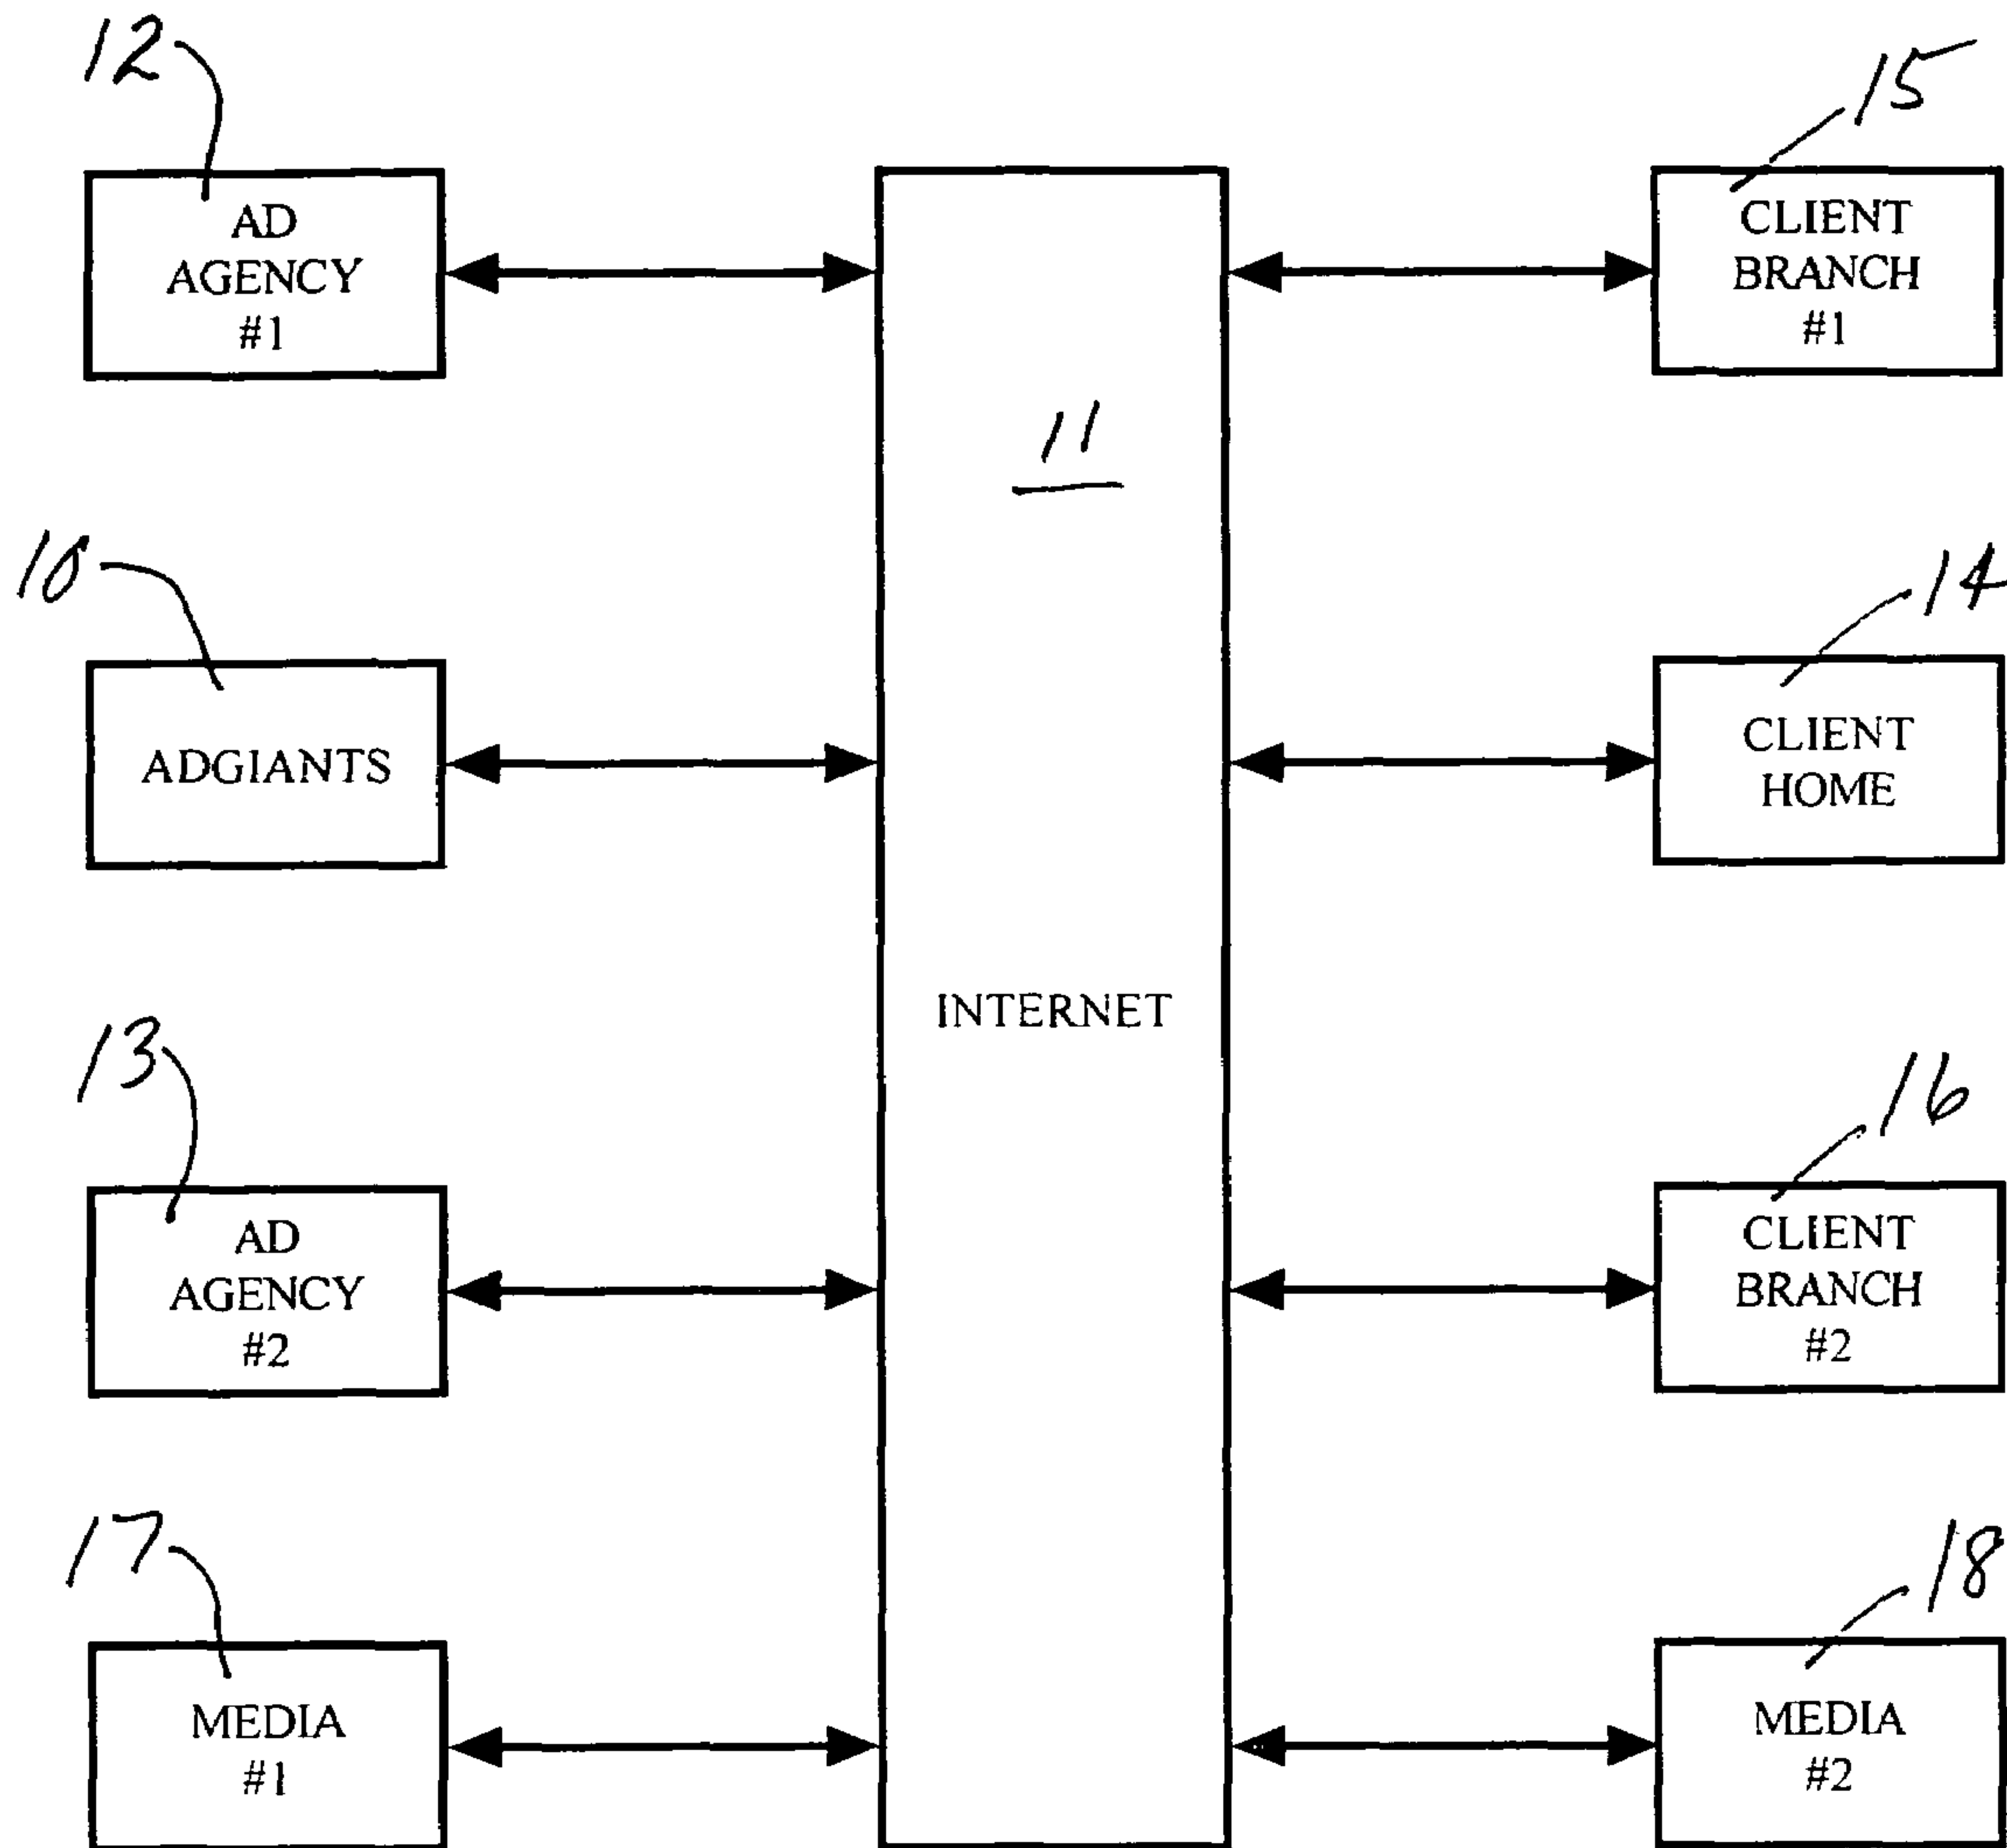 12
AD
AGENCY
#1
10
ADGIANTS
13
AD
AGENCY
#2
17
MEDIA
#1
11
INTERNET
15
CLIENT
BRANCH
#1
14
CLIENT
HOME
16
CLIENT
BRANCH
#2
18
MEDIA
#2